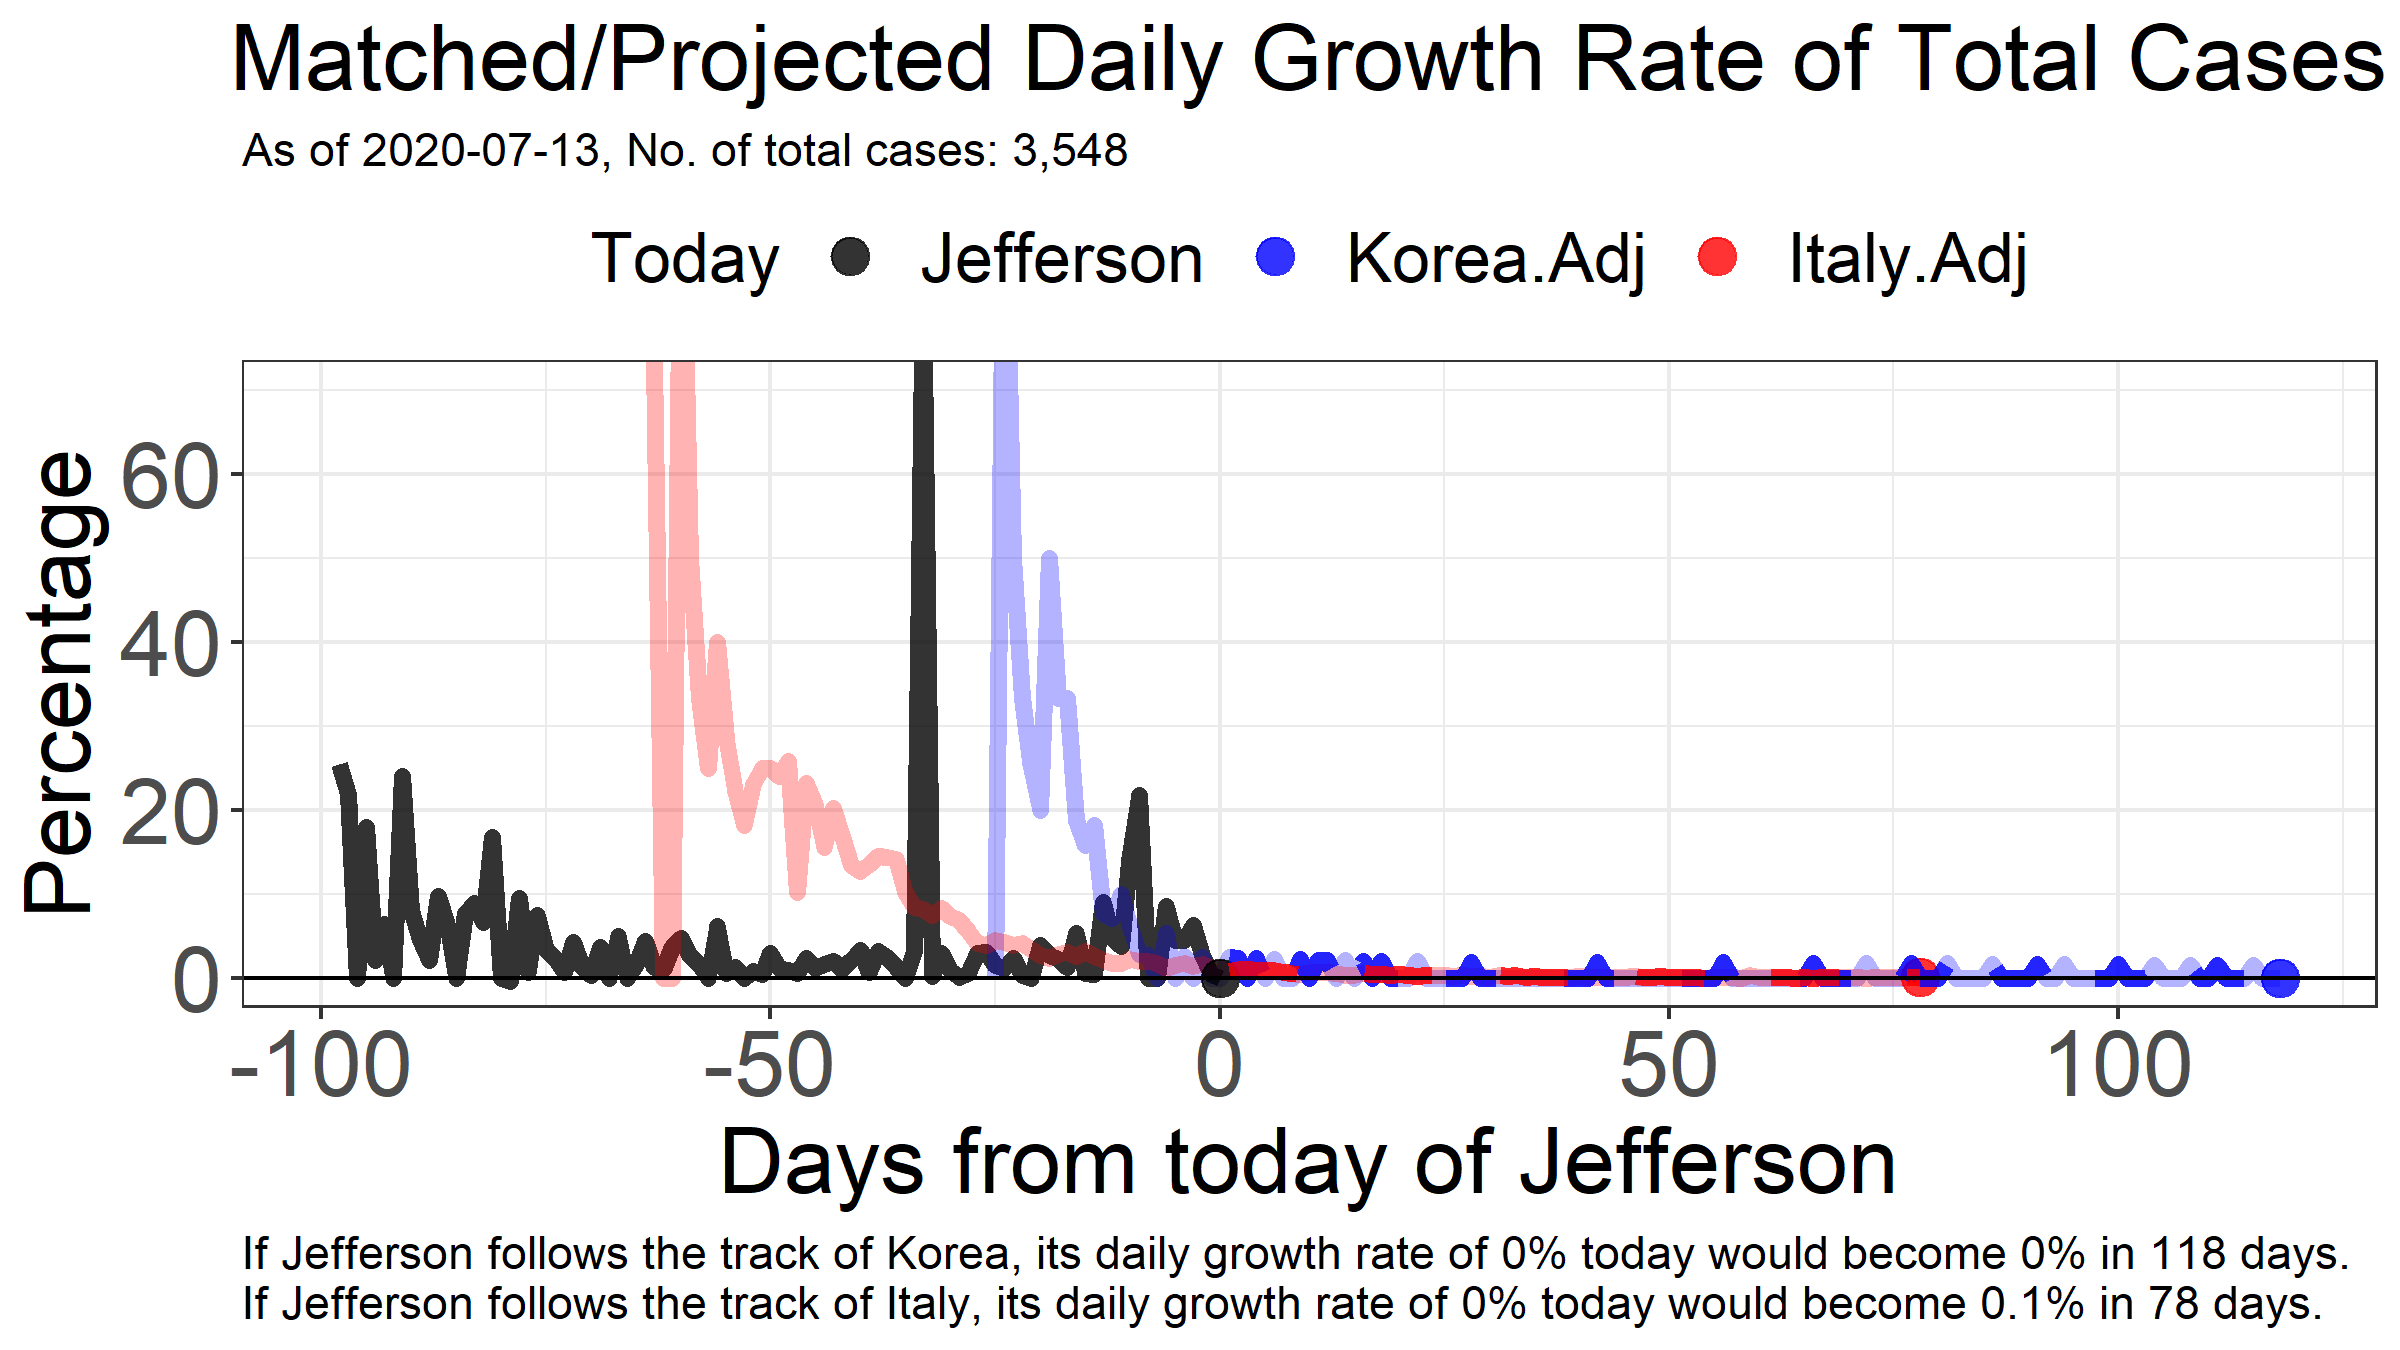 Matched/Projected Daily Growth Rate of Total Cases
As of 2020-07-13, No. of total cases: 3,548
Today Jefferson Korea.Adj Italy.Adj
Percentage
60
40
20
0
-100 -50 0 50 100
Days from today of Jefferson
If Jefferson follows the track of Korea, its daily growth rate of 0% today would become 0% in 118 days.
If Jefferson follows the track of Italy, its daily growth rate of 0% today would become 0.1% in 78 days.